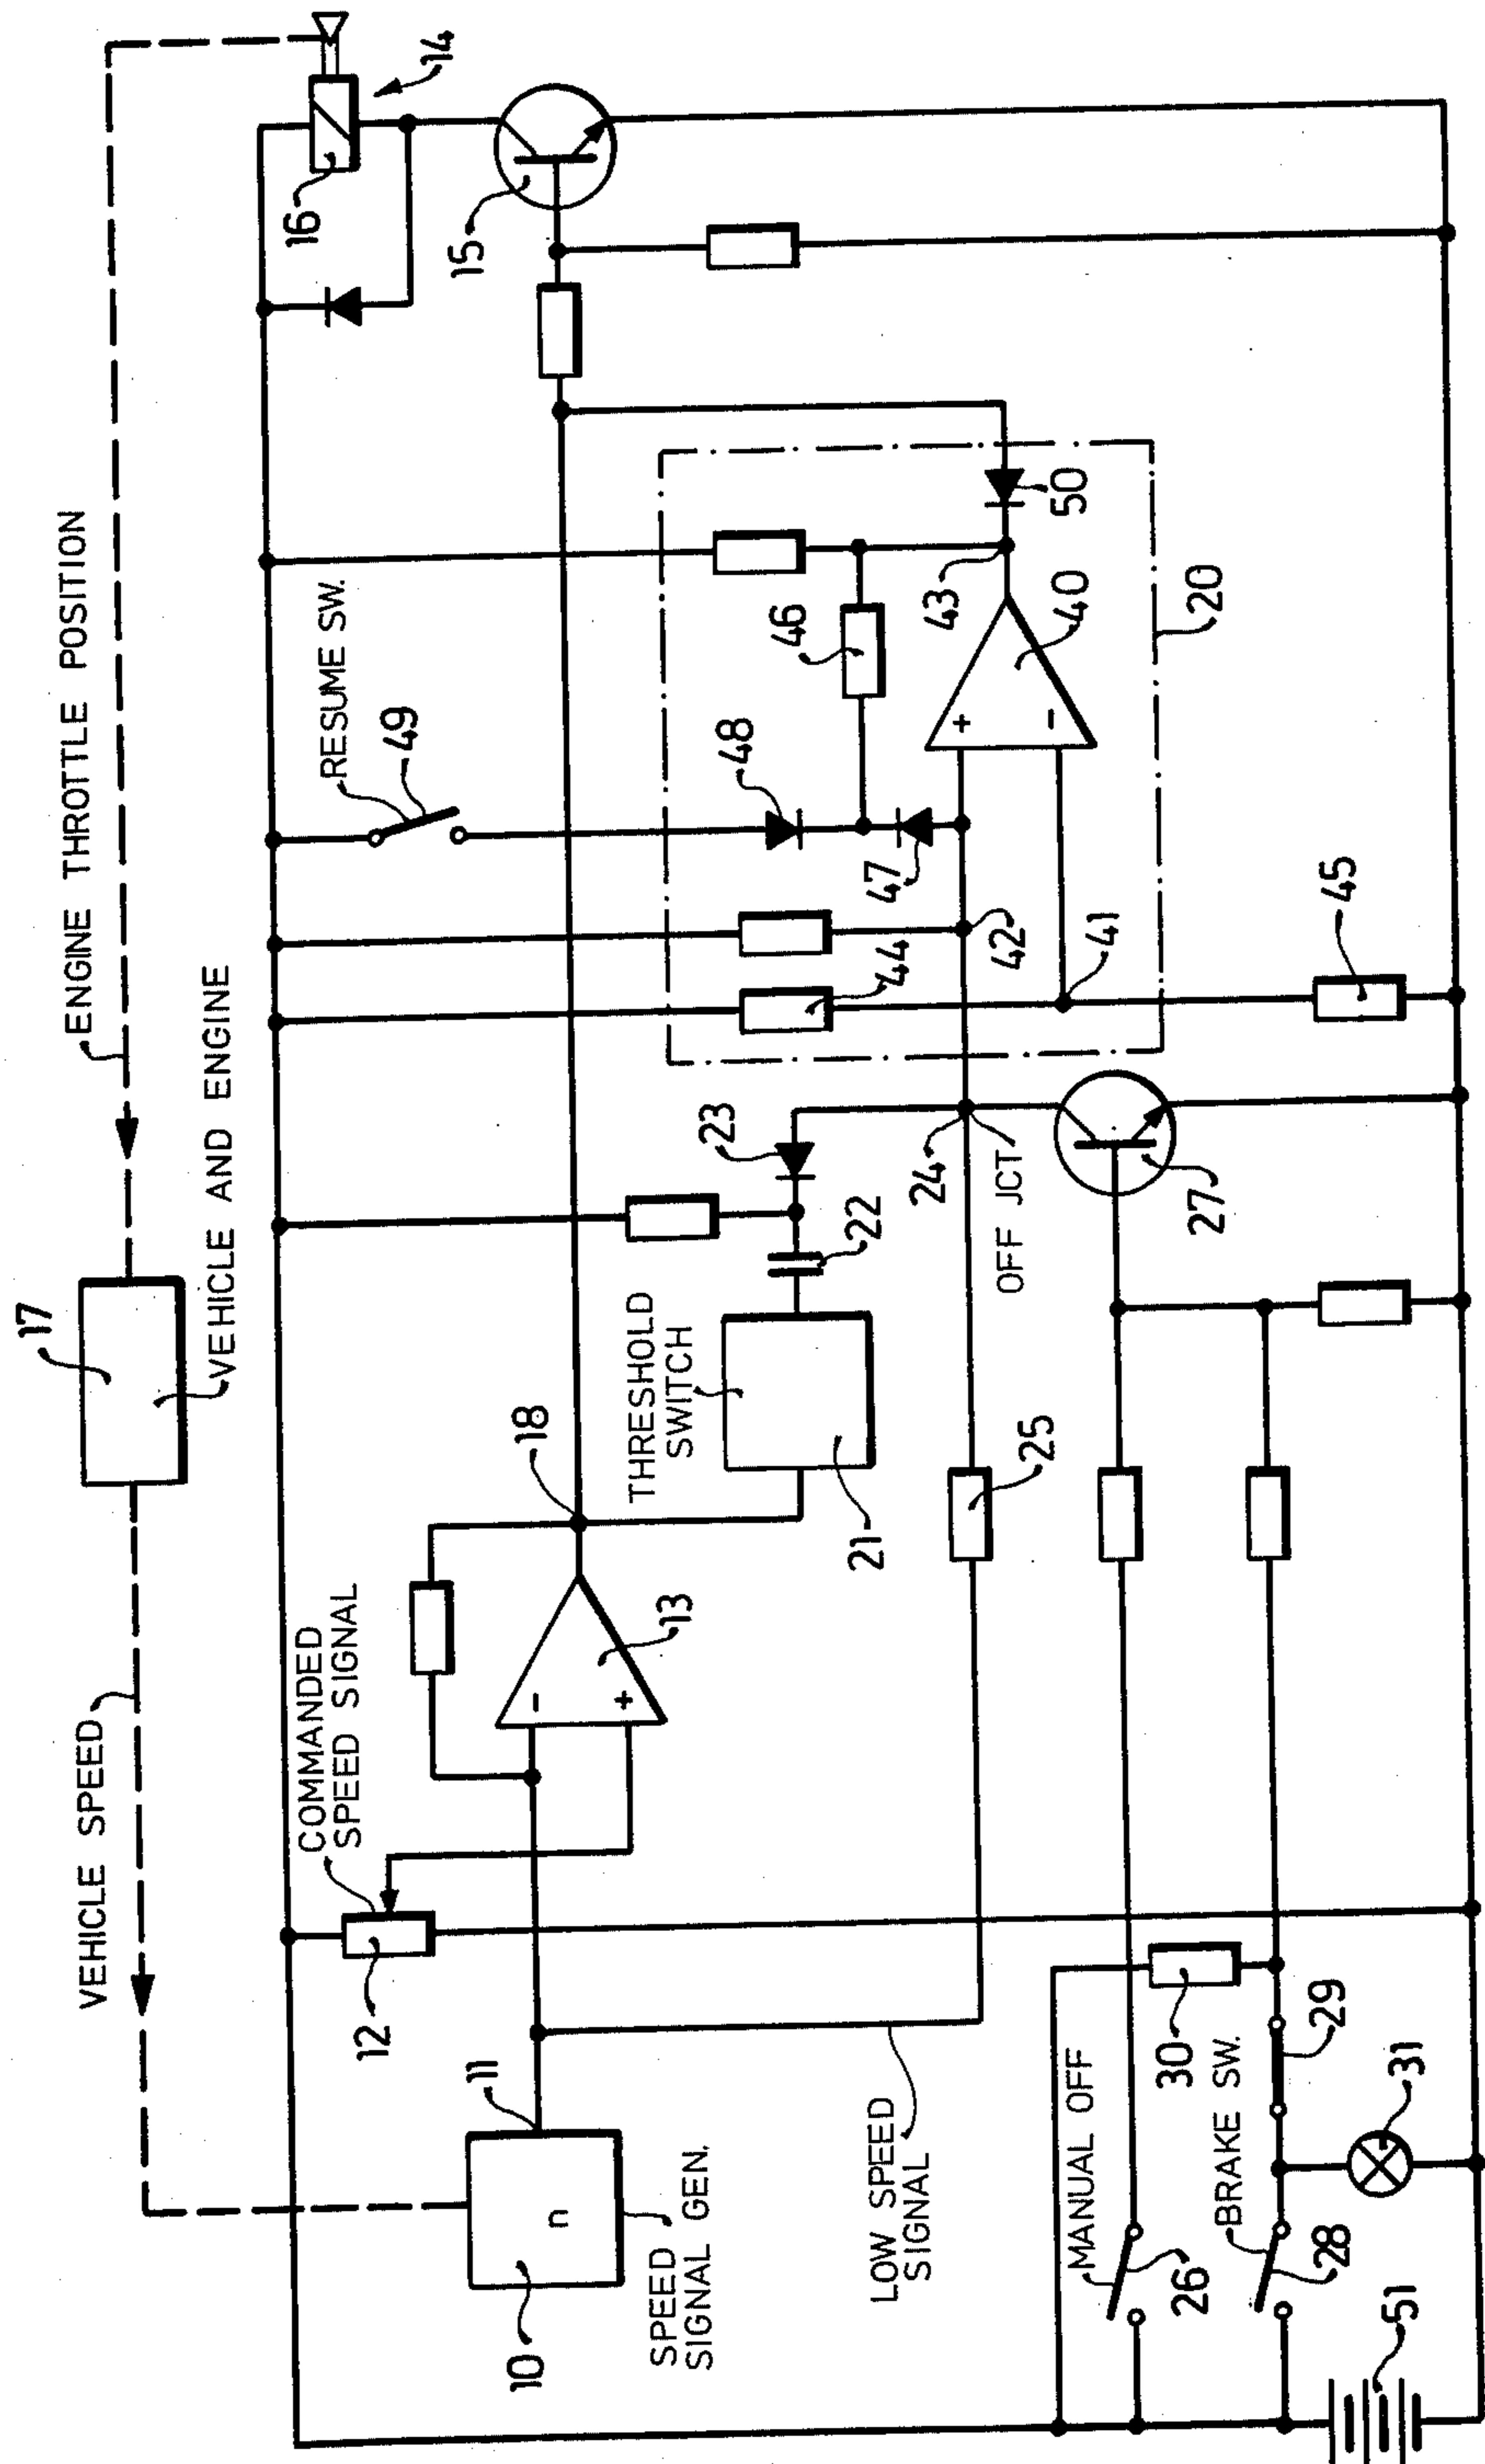 ENGINE THROTTLE POSITION
VEHICLE SPEED
17
VEHICLE AND ENGINE
14
16
15
RESUME SW.
49
COMMANDED
SPEED SIGNAL
12
11
10
n
SPEED
SIGNAL GEN.
13
18
THRESHOLD
SWITCH
21
22
23
24
OFF JCT
25
LOW SPEED
SIGNAL
44
42
41
45
47
48
46
43
40
50
20
27
MANUAL OFF
26
BRAKE SW.
28
29
30
31
51
-
+
+
-